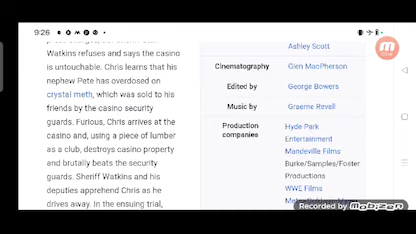 9:26
Watkins refuses and says the casino
is untouchable. Chris learns that his
nephew Pete has overdosed on
crystal meth, which was sold to his
friends by the casino security
guards. Furious, Chris arrives at the
casino and, using a piece of lumber
as a club, destroys casino property
and brutally beats the security
guards. Sheriff Watkins and his
deputies apprehend Chris as he
drives away. In the ensuing trial,
Ashley Scott
Cinematography Glen MacPherson
Edited by George Bowers
Music by Graeme Revell
Production
companies
Hyde Park
Entertainment
Mandeville Films
Burke/Samples/Foster
Productions
WWE Films
Recorded by Mobizen